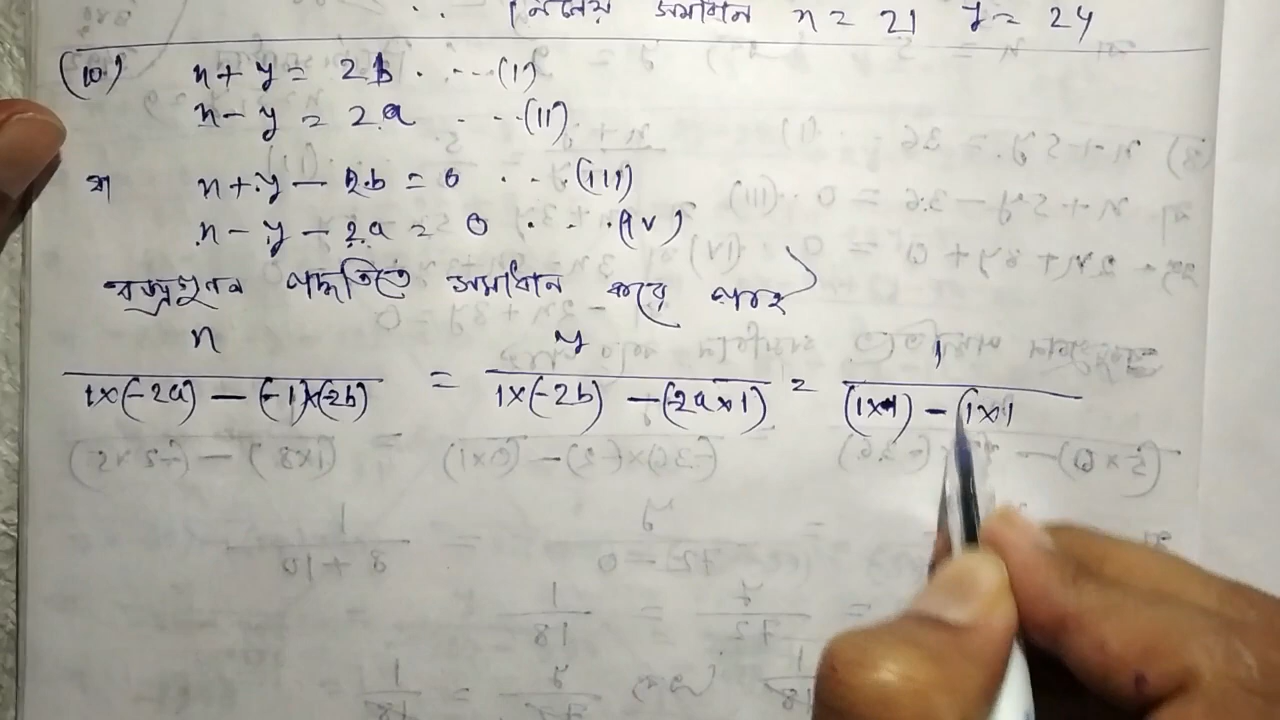 নির্ণেয় সমাধান x = 21 y = 24
(10) x + y = 2b . --- (I)
x - y = 2a - - - (II)
বা x + y - 2b = 0 . . . (III)
x - y - 2a = 0 . . . (IV)
বজ্রগুনন পদ্ধতিতে সমাধান করে পাই
x y 1
1×(-2a) - (-1)×(-2b) = 1×(-2b) - (-2a×1) = (1×-1) - (1×1